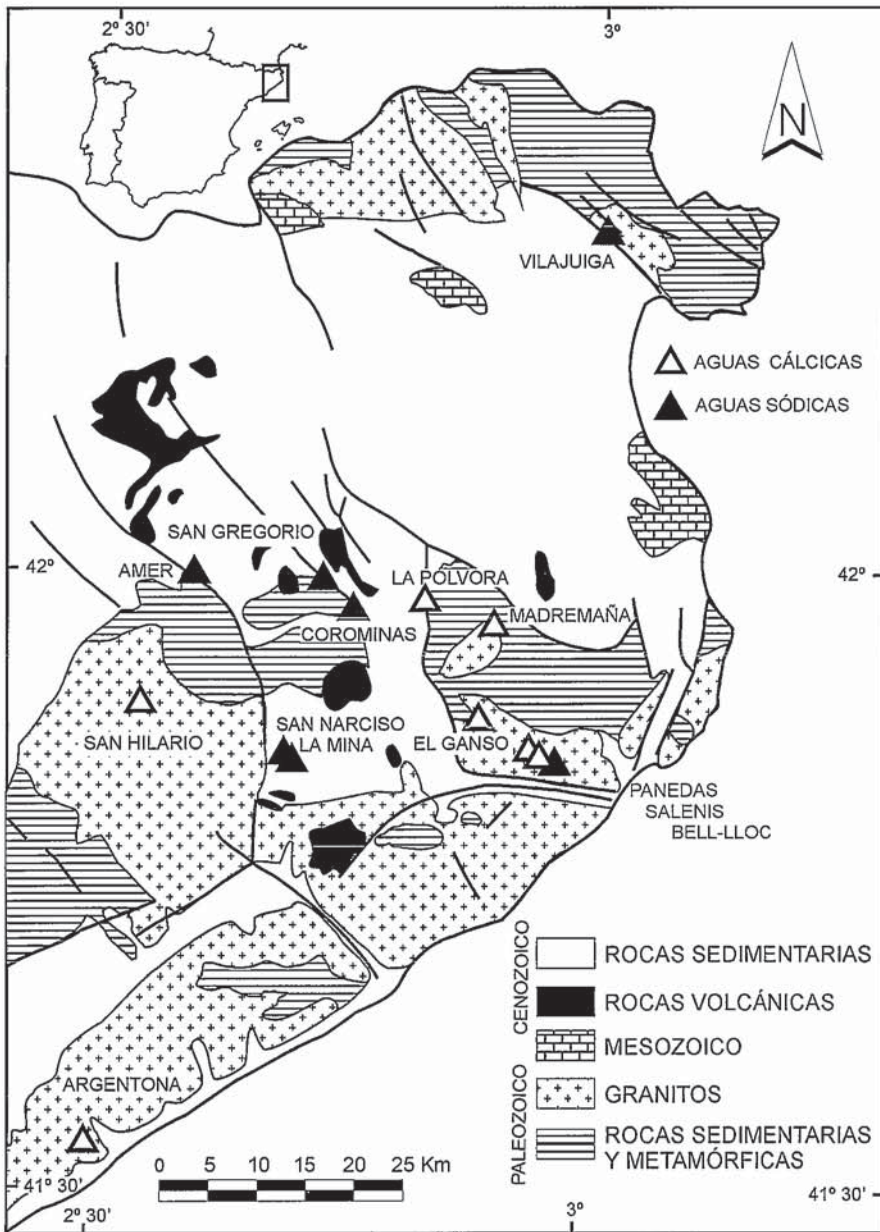 2º 30'
3º
N
VILAJUIGA
AGUAS CÁLCICAS
AGUAS SÓDICAS
SAN GREGORIO
42º
AMER
LA POLVORA
42º
MADREMAÑA
COROMINAS
SAN HILARIO
SAN NARCISO
LA MINA
EL GANSO
PANEDAS
SALENIS
BELL-LLOC
CENOZOICO
ROCAS SEDIMENTARIAS
ROCAS VOLCÁNICAS
MESOZOICO
PALEOZOICO
GRANITOS
ROCAS SEDIMENTARIAS
Y METAMÓRFICAS
ARGENTONA
0 5 10 15 20 25 Km
41º 30'
41º 30'
2º 30'
3º